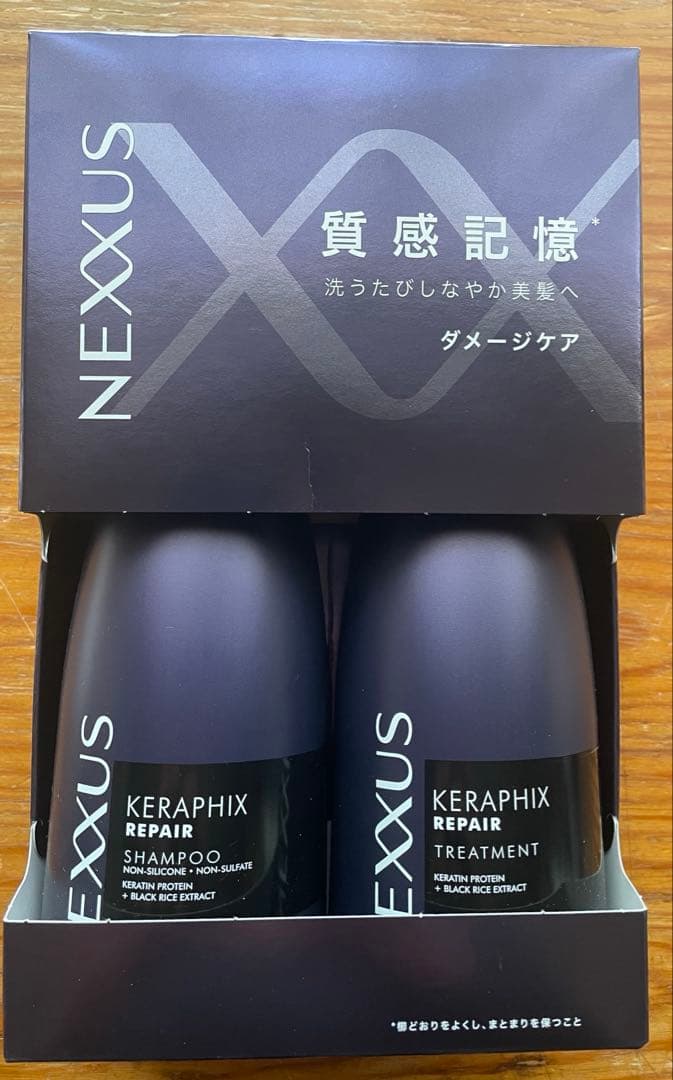 NEXXUS
質感記憶*
洗うたびしなやか美髪へ
ダメージケア
EXXUS
KERAPHIX
REPAIR
SHAMPOO
NON-SILICONE • NON-SULFATE
KERATIN PROTEIN
+ BLACK RICE EXTRACT
EXXUS
KERAPHIX
REPAIR
TREATMENT
KERATIN PROTEIN
+ BLACK RICE EXTRACT
*櫛どおりをよくし、まとまりを保つこと